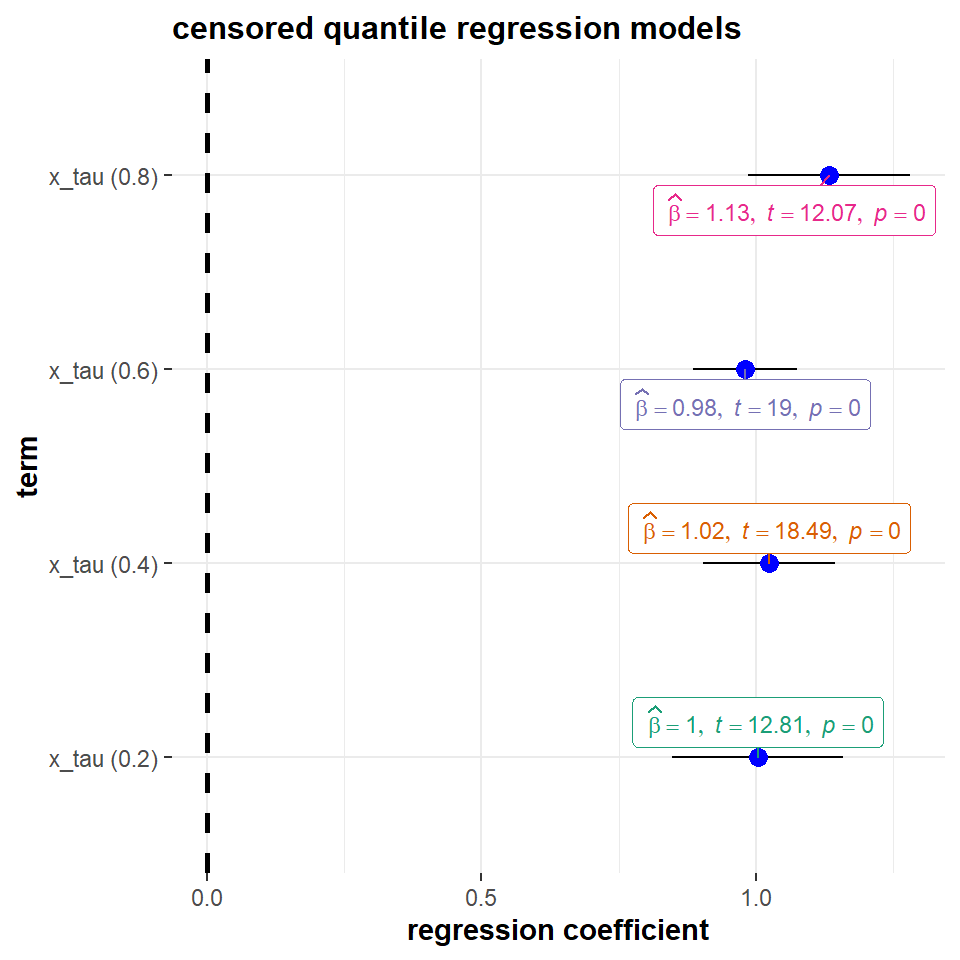 censored quantile regression models
x_tau (0.8)
β̂ = 1.13, t = 12.07, p = 0
x_tau (0.6)
β̂ = 0.98, t = 19, p = 0
term
β̂ = 1.02, t = 18.49, p = 0
x_tau (0.4)
β̂ = 1, t = 12.81, p = 0
x_tau (0.2)
0.0 0.5 1.0
regression coefficient